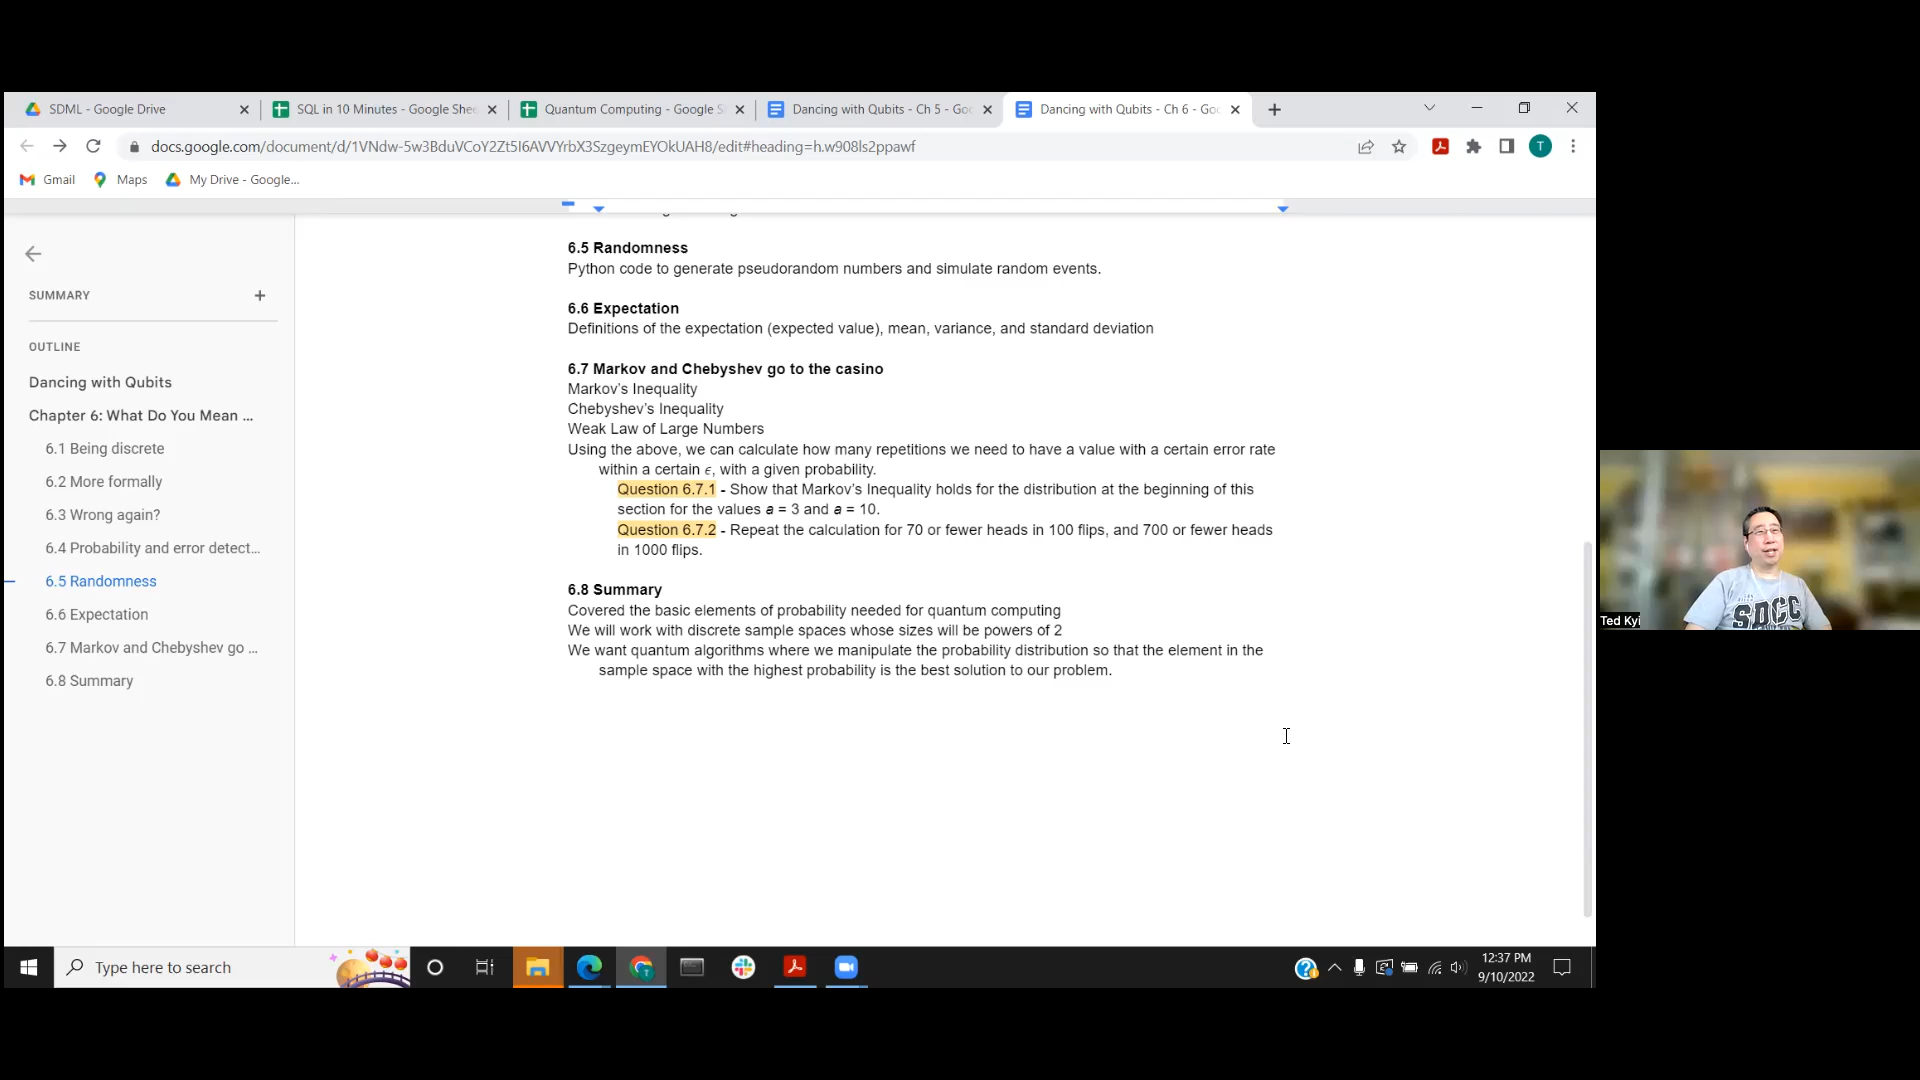 SDML - Google Drive
SQL in 10 Minutes - Google Shee
Quantum Computing - Google S
Dancing with Qubits - Ch 5 - Goo
Dancing with Qubits - Ch 6 - Goo
docs.google.com/document/d/1VNdw-5w3BduVCoY2Zt5I6AVVYrbX3SzgeymEYOkUAH8/edit#heading=h.w908ls2ppawf
T
Gmail
Maps
My Drive - Google...
SUMMARY
OUTLINE
Dancing with Qubits
Chapter 6: What Do You Mean ...
6.1 Being discrete
6.2 More formally
6.3 Wrong again?
6.4 Probability and error detect...
6.5 Randomness
6.6 Expectation
6.7 Markov and Chebyshev go ...
6.8 Summary
6.5 Randomness
Python code to generate pseudorandom numbers and simulate random events.
6.6 Expectation
Definitions of the expectation (expected value), mean, variance, and standard deviation
6.7 Markov and Chebyshev go to the casino
Markov's Inequality
Chebyshev's Inequality
Weak Law of Large Numbers
Using the above, we can calculate how many repetitions we need to have a value with a certain error rate
within a certain ϵ, with a given probability.
Question 6.7.1 - Show that Markov's Inequality holds for the distribution at the beginning of this
section for the values a = 3 and a = 10.
Question 6.7.2 - Repeat the calculation for 70 or fewer heads in 100 flips, and 700 or fewer heads
in 1000 flips.
6.8 Summary
Covered the basic elements of probability needed for quantum computing
We will work with discrete sample spaces whose sizes will be powers of 2
We want quantum algorithms where we manipulate the probability distribution so that the element in the
sample space with the highest probability is the best solution to our problem.
SDCC
Ted Kyi
Type here to search
12:37 PM
9/10/2022